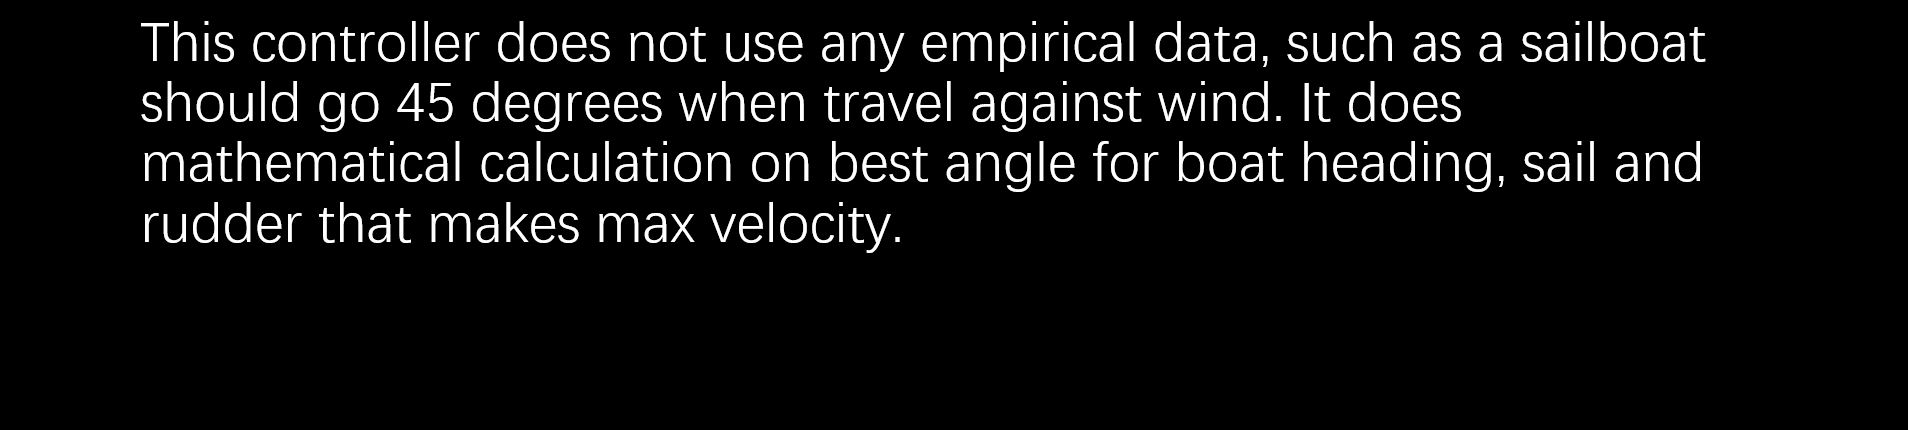 This controller does not use any empirical data, such as a sailboat
should go 45 degrees when travel against wind. It does
mathematical calculation on best angle for boat heading, sail and
rudder that makes max velocity.